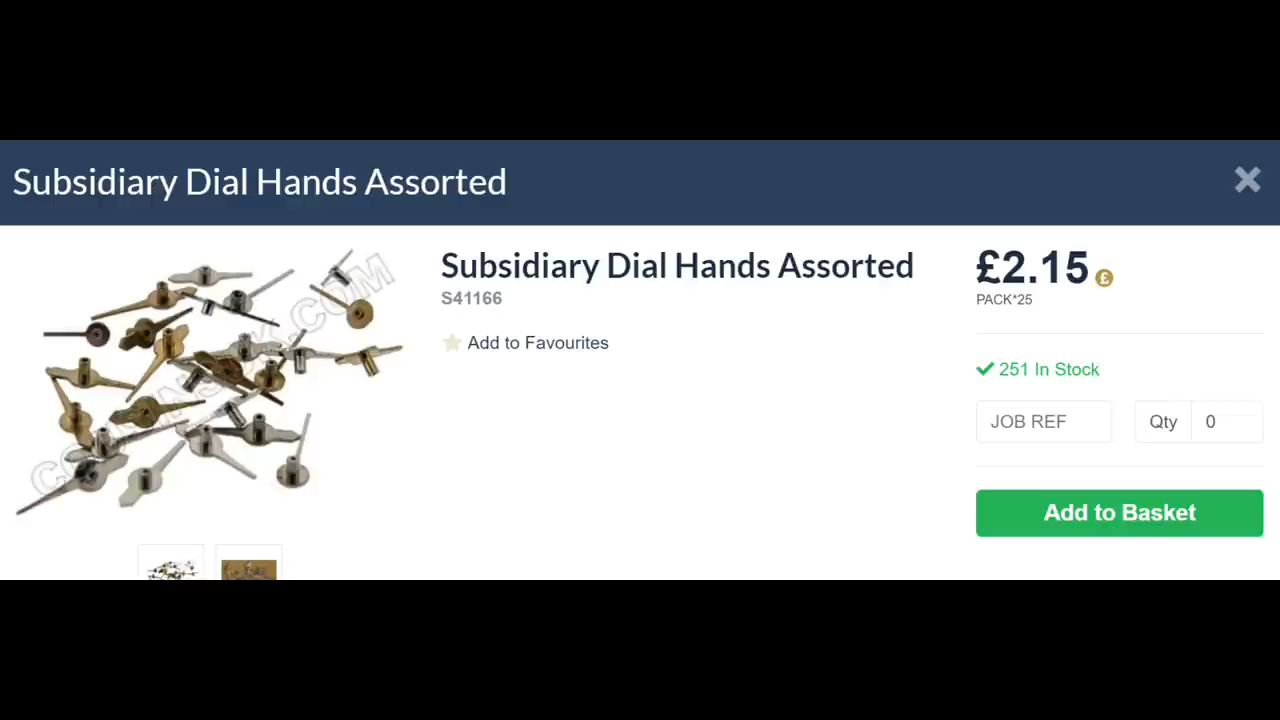 Subsidiary Dial Hands Assorted
Subsidiary Dial Hands Assorted
S41166
Add to Favourites
£2.15
PACK*25
251 In Stock
JOB REF
Qty 0
Add to Basket